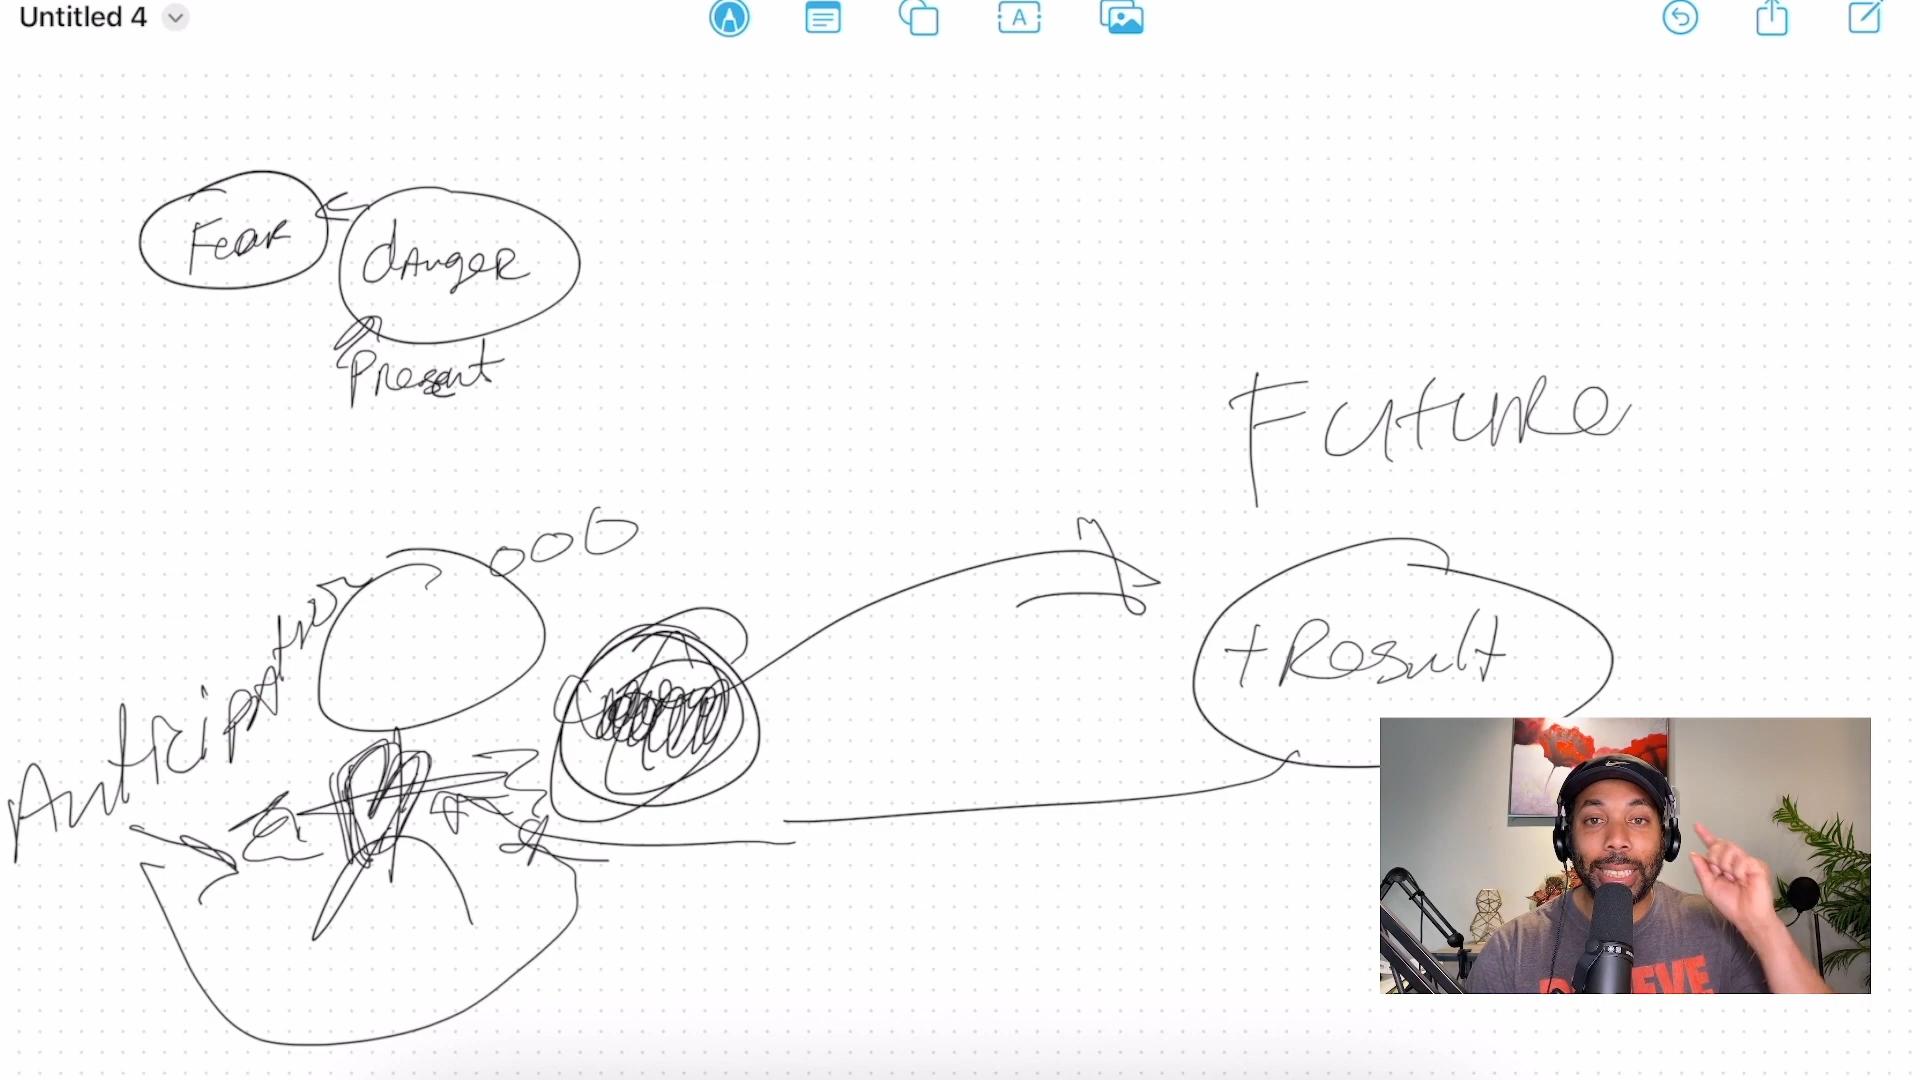 Untitled 4
A
Fear
dAngeR
Present
FutuRe
Anticipation
+Result